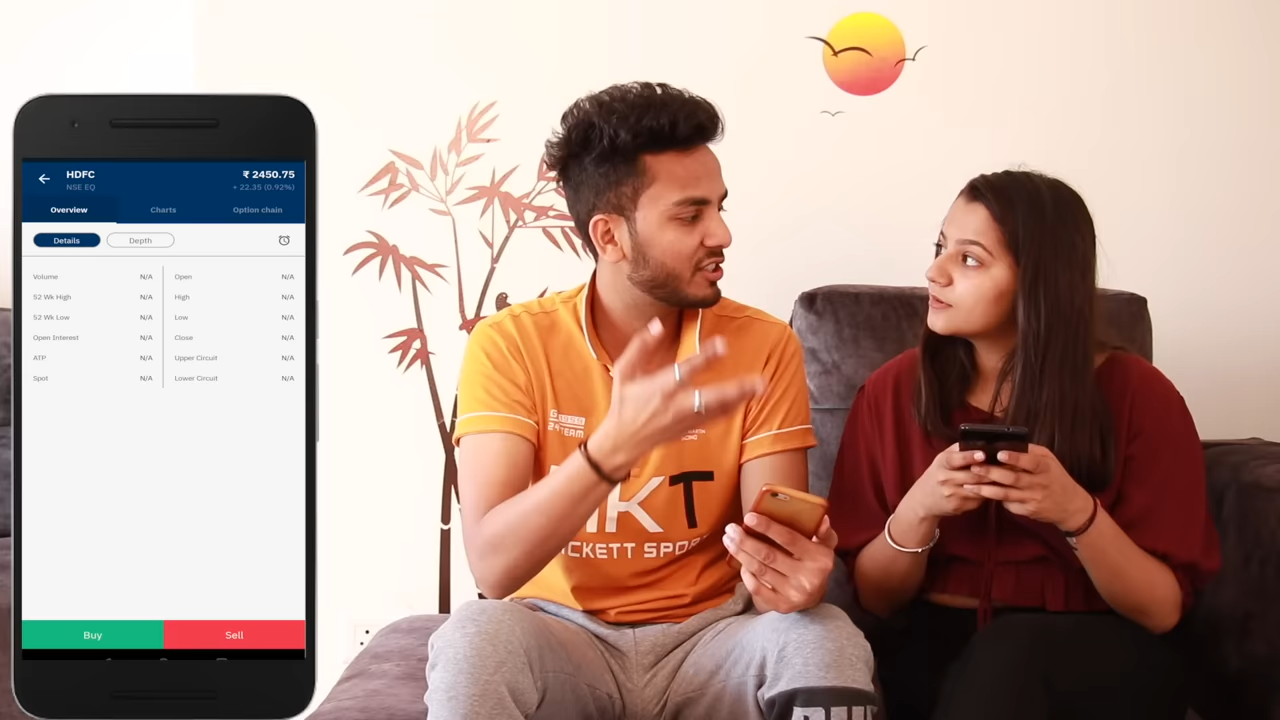 HDFC
₹ 2450.75
NSE EQ
+ 22.35 (0.92%)
Overview
Charts
Option chain
Details
Depth
Volume N/A
Open N/A
52 Wk High N/A
High N/A
52 Wk Low N/A
Low N/A
Open Interest N/A
Close N/A
ATP N/A
Upper Circuit N/A
Spot N/A
Lower Circuit N/A
Buy
Sell
24TEAM
KT
CKETT SPOR